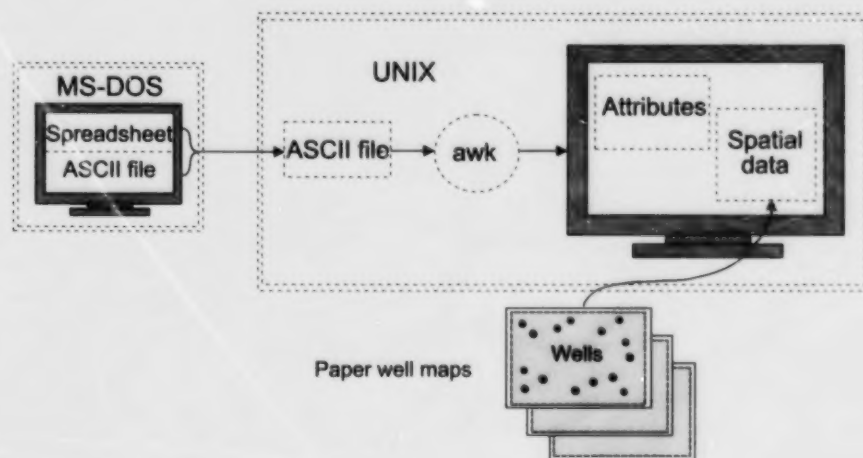 MS-DOS
Spreadsheet
ASCII file
UNIX
ASCII file
awk
Attributes
Spatial
data
Paper well maps
Wells